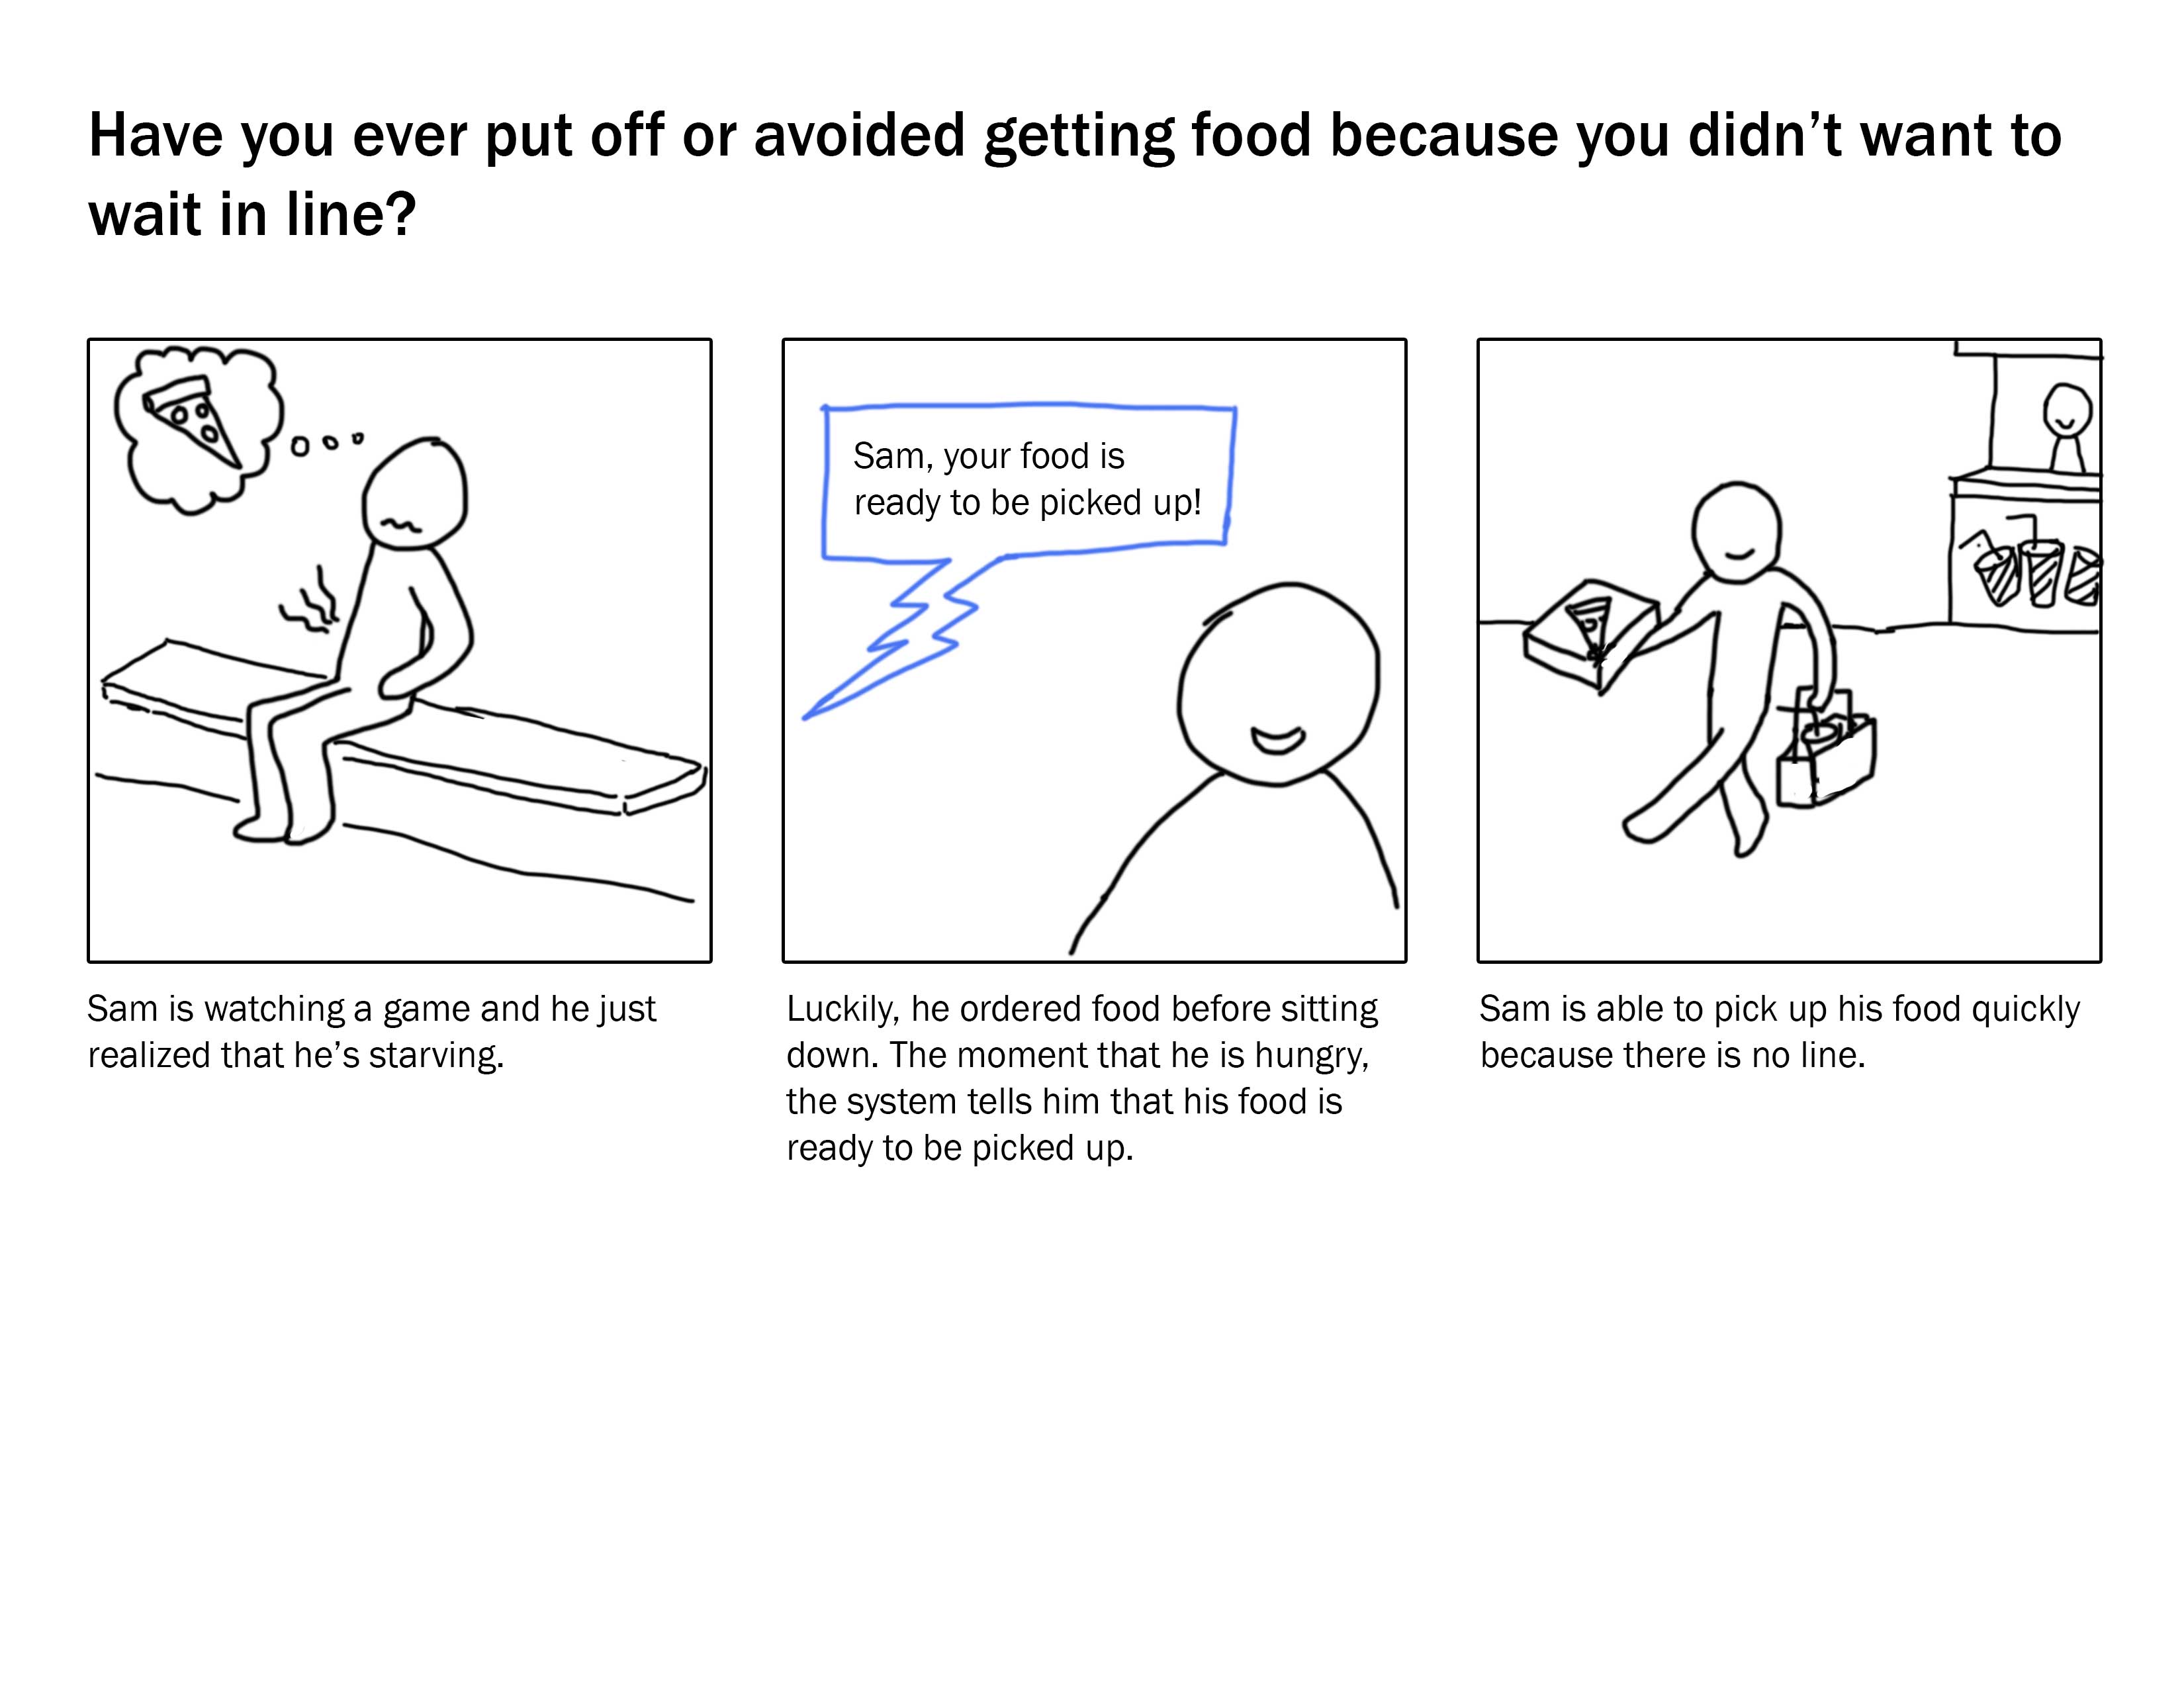 Have you ever put off or avoided getting food because you didn’t want to
wait in line?
Sam is watching a game and he just
realized that he’s starving.
Sam, your food is
ready to be picked up!
Luckily, he ordered food before sitting
down. The moment that he is hungry,
the system tells him that his food is
ready to be picked up.
Sam is able to pick up his food quickly
because there is no line.